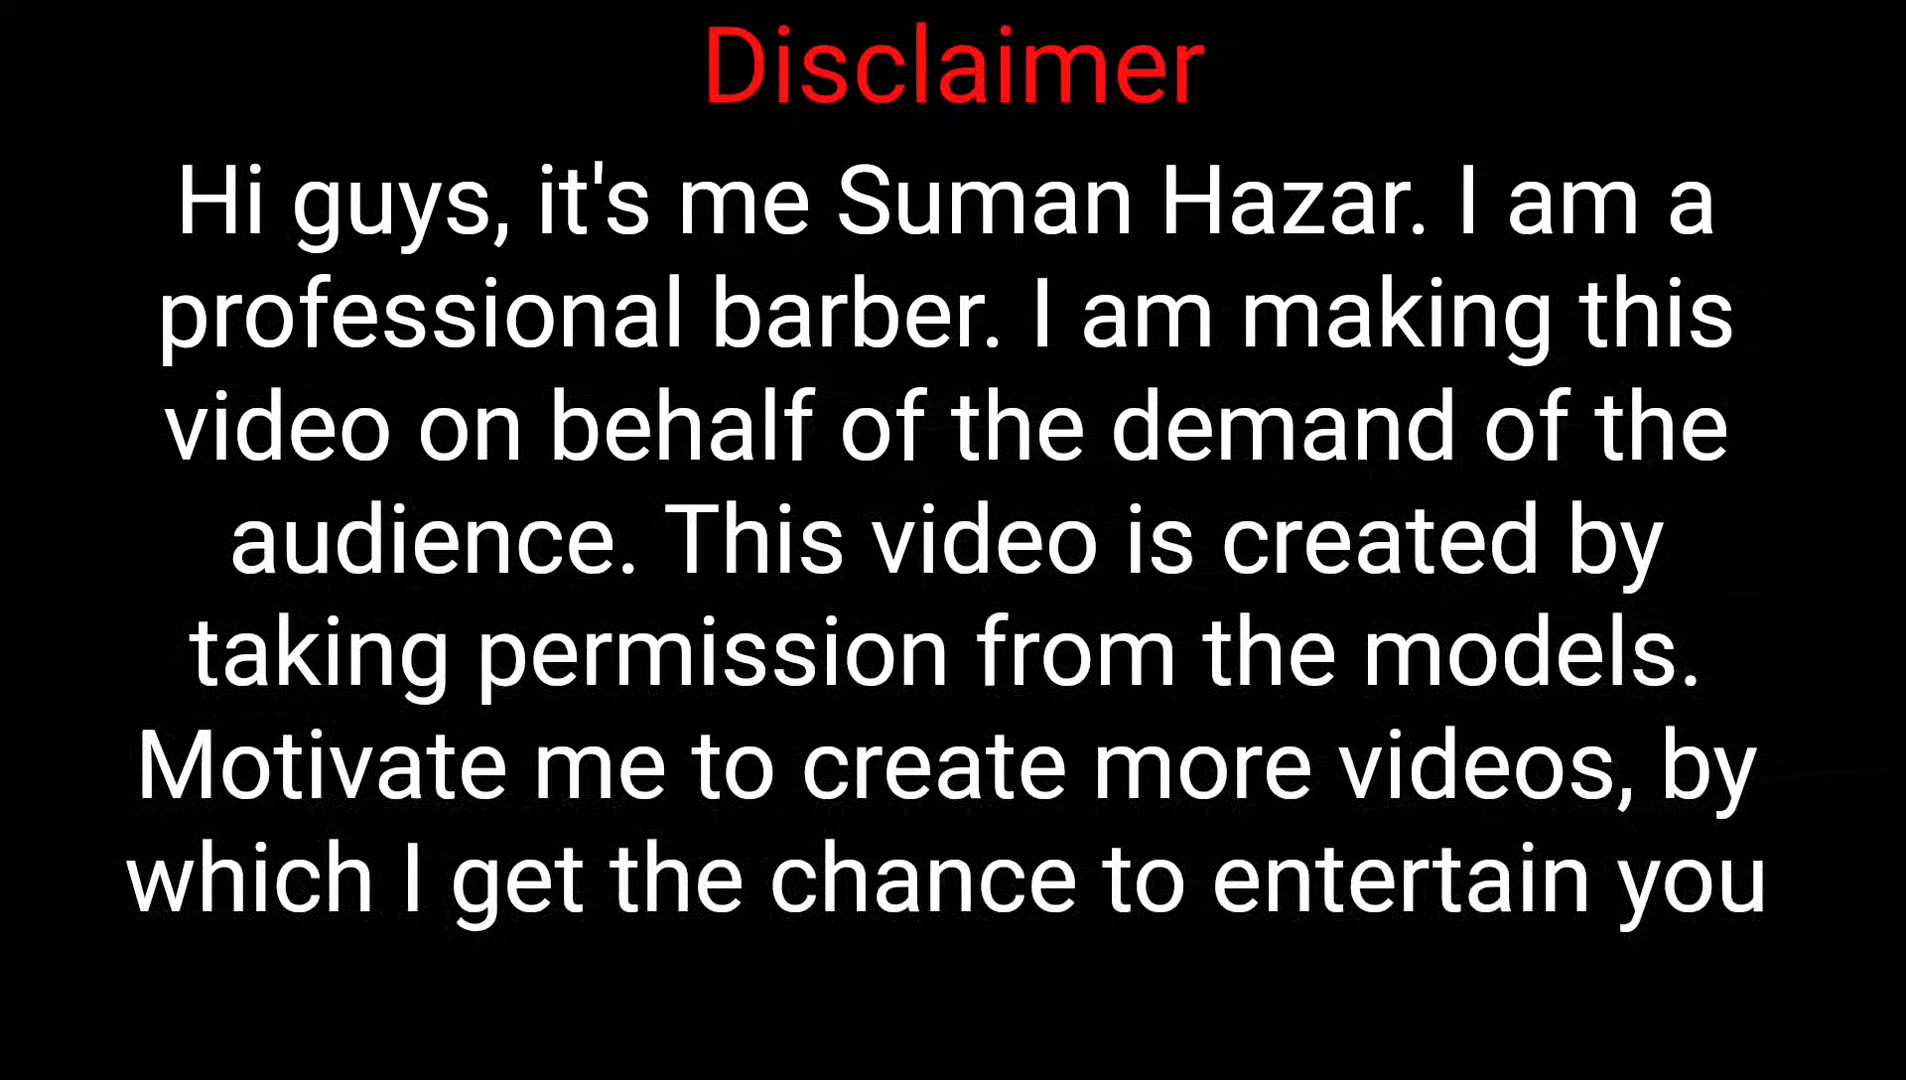 Disclaimer
Hi guys, it's me Suman Hazar. I am a
professional barber. I am making this
video on behalf of the demand of the
audience. This video is created by
taking permission from the models.
Motivate me to create more videos, by
which I get the chance to entertain you